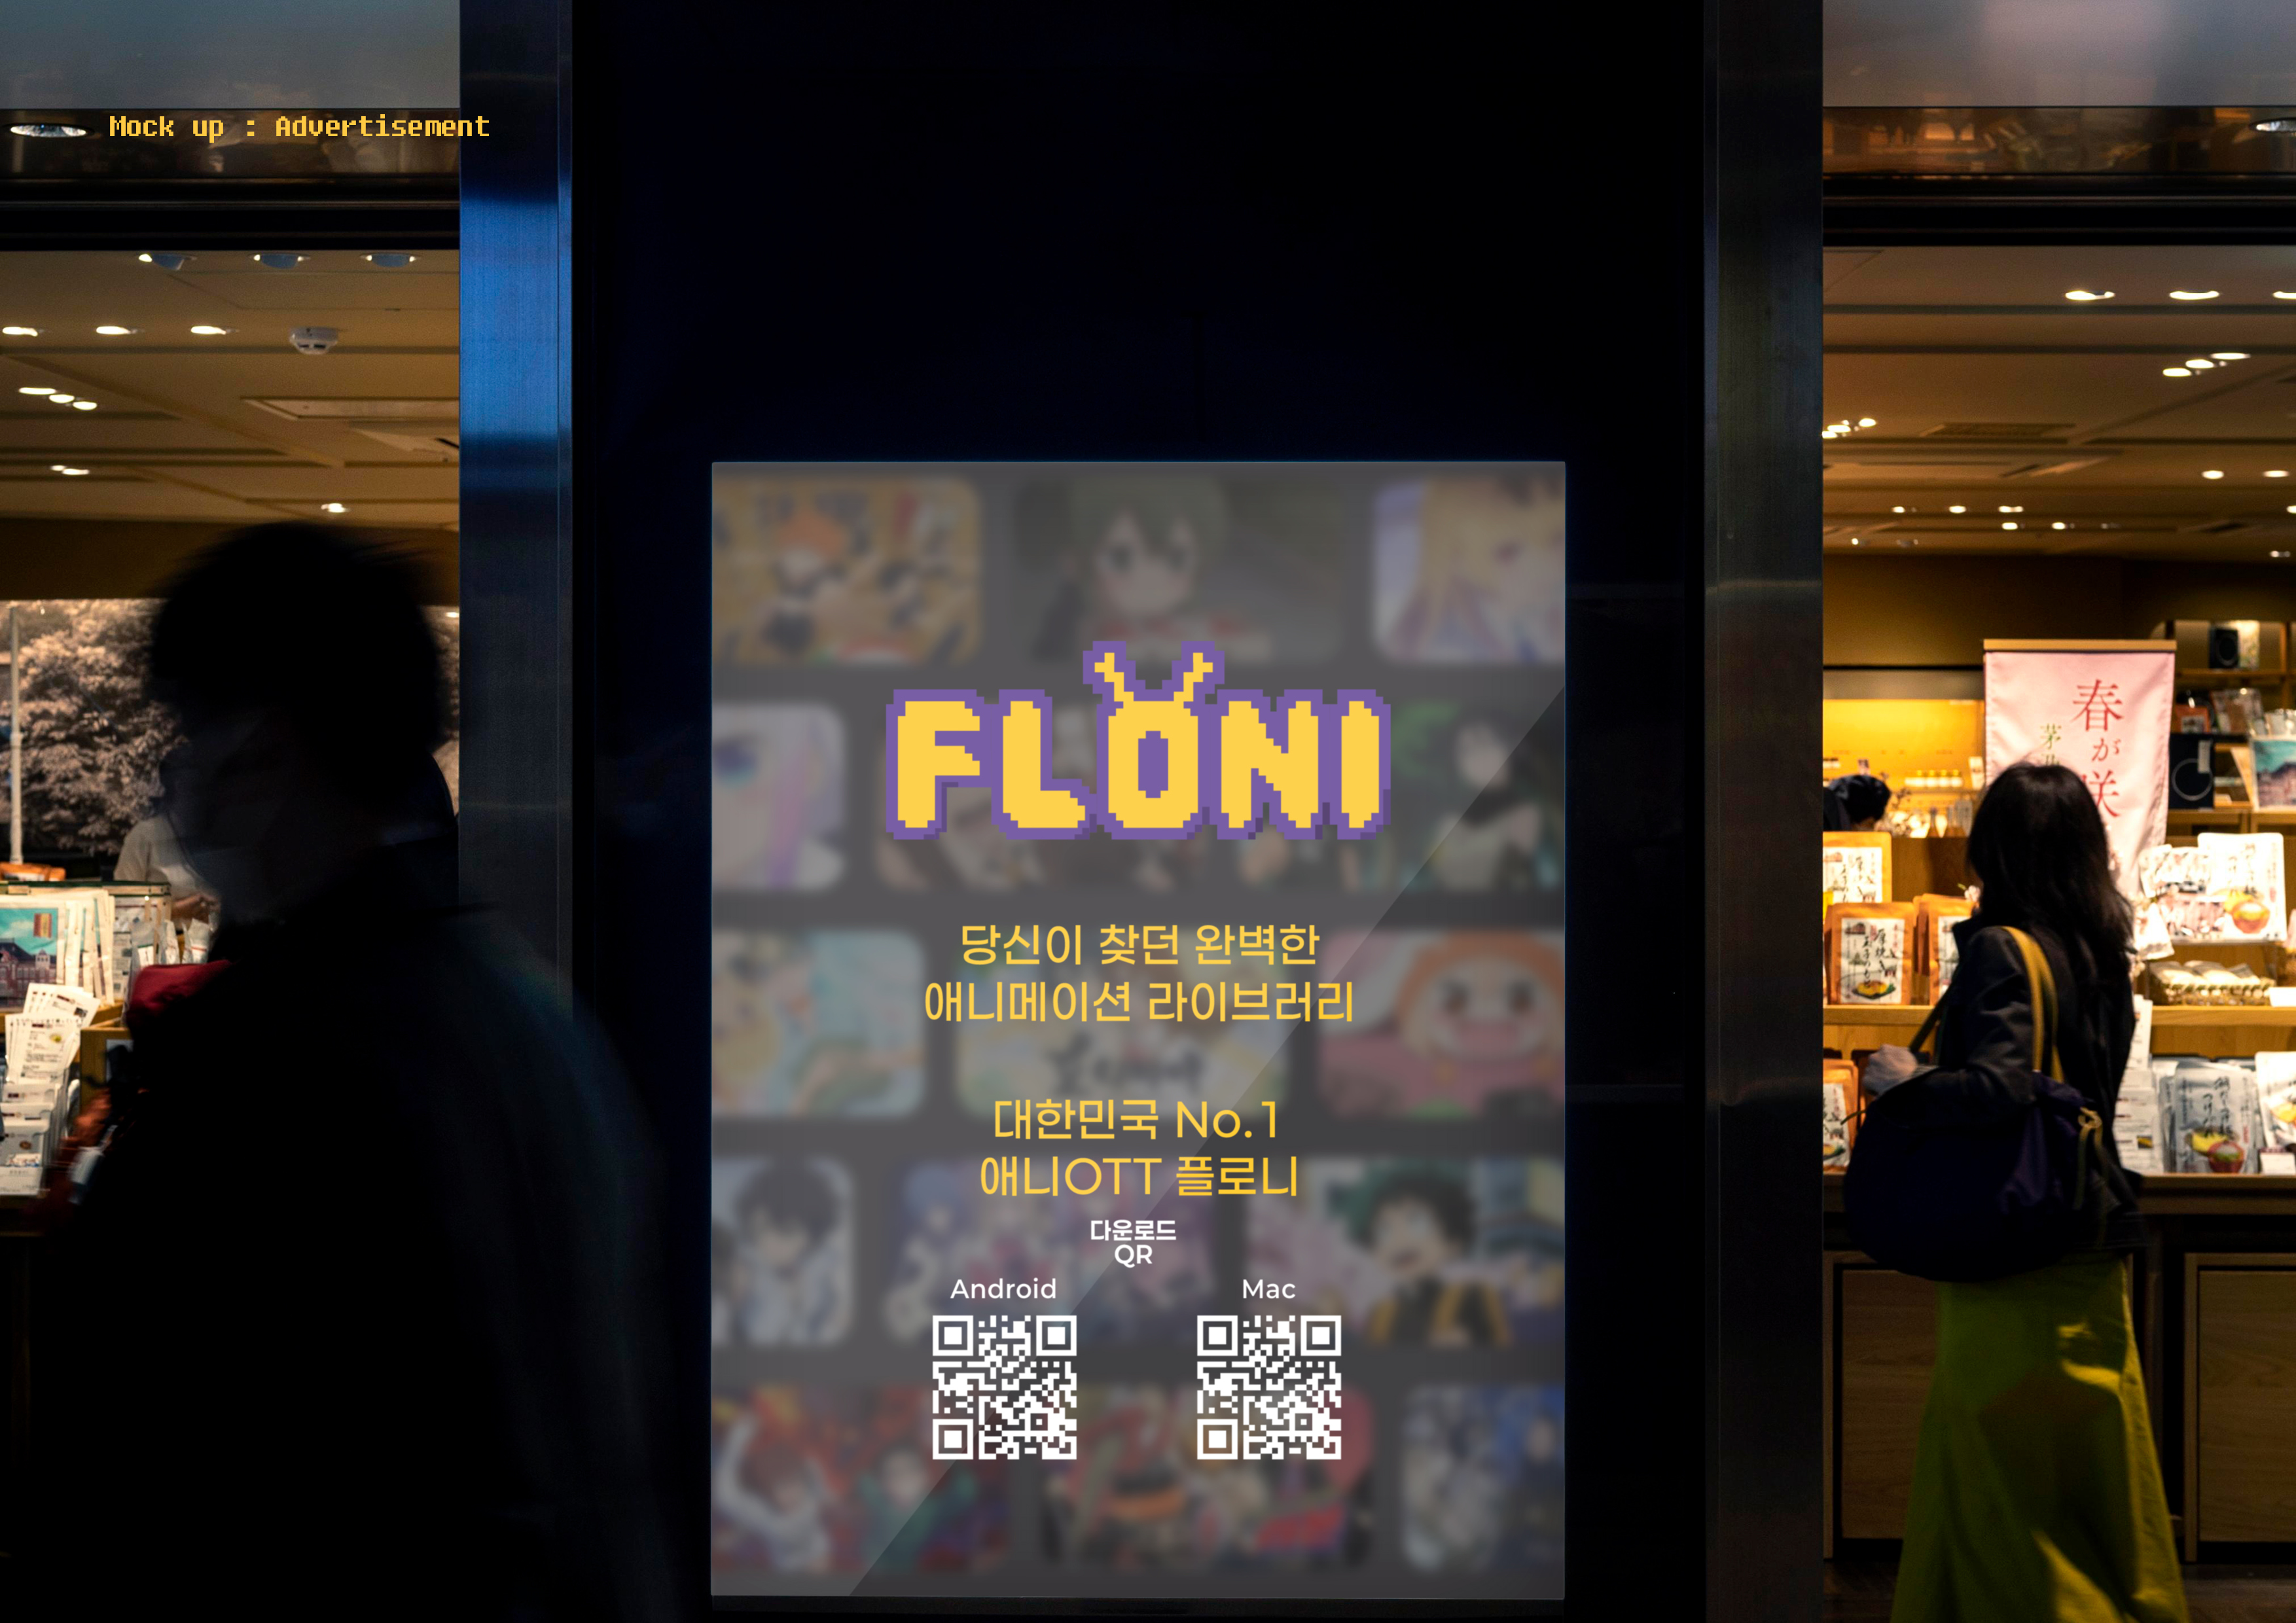 Mock up : Advertisement
FLONI
당신이 찾던 완벽한
애니메이션 라이브러리
대한민국 No.1
애니OTT 플로니
다운로드
QR
Android
Mac
春
が
咲